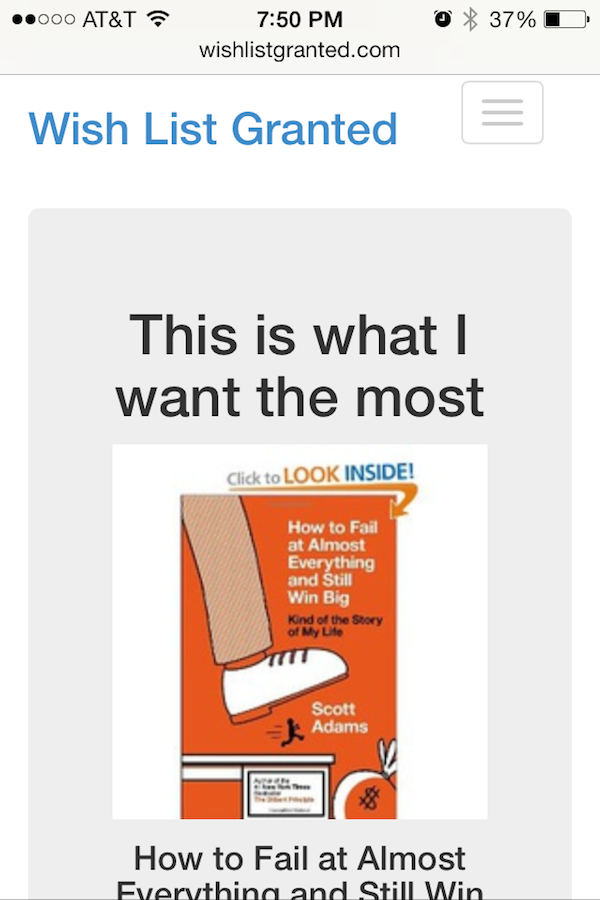 AT&T 7:50 PM 37%
wishlistgranted.com
Wish List Granted
This is what I
want the most
Click to LOOK INSIDE!
How to Fail
at Almost
Everything
and Still
Win Big
Kind of the Story
of My Life
Scott
Adams
Author of the
#1 New York Times
Bestseller
The Dilbert Principle
How to Fail at Almost
Everything and Still Win